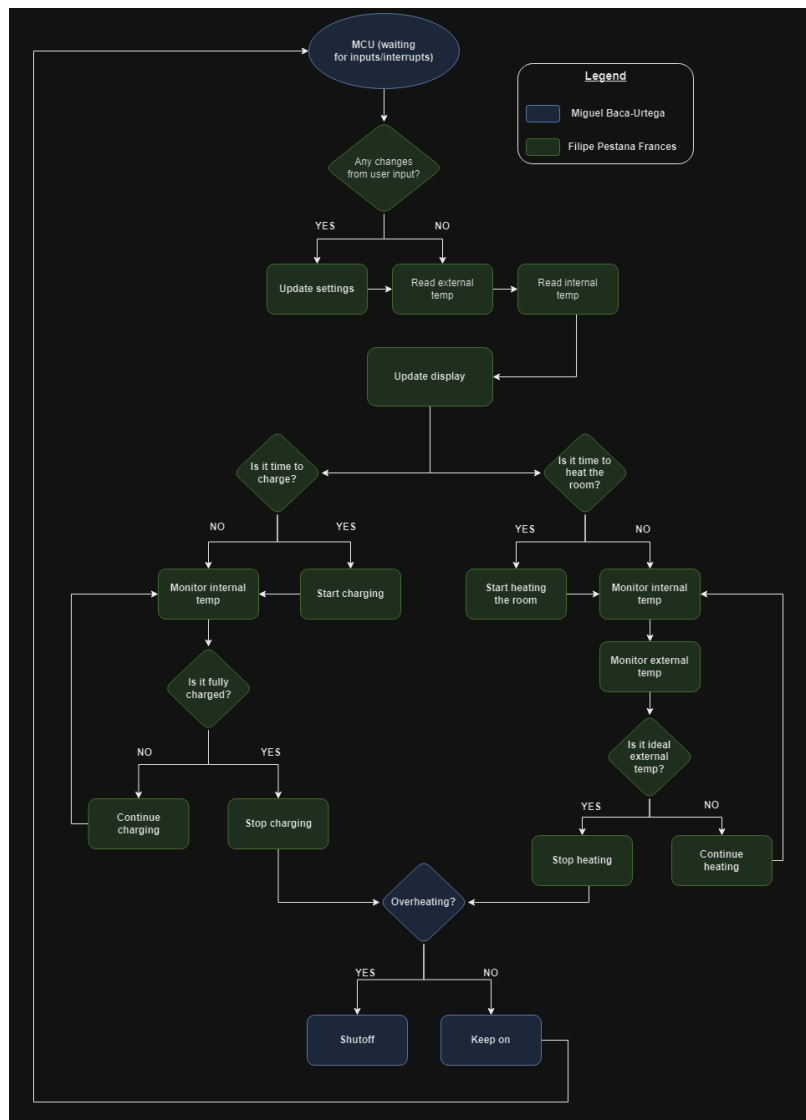 MCU (waiting
for inputs/interrupts)
Legend
Miguel Baca-Urtega
Filipe Pestana Frances
Any changes
from user input?
YES
NO
Update settings
Read external
temp
Read internal
temp
Update display
Is it time to
charge?
Is it time to
heat the
room?
NO
YES
YES
NO
Monitor internal
temp
Start charging
Start heating
the room
Monitor internal
temp
Monitor external
temp
Is it fully
charged?
Is it ideal
external
temp?
NO
YES
YES
NO
Continue
charging
Stop charging
Stop heating
Continue
heating
Overheating?
YES
NO
Shutoff
Keep on